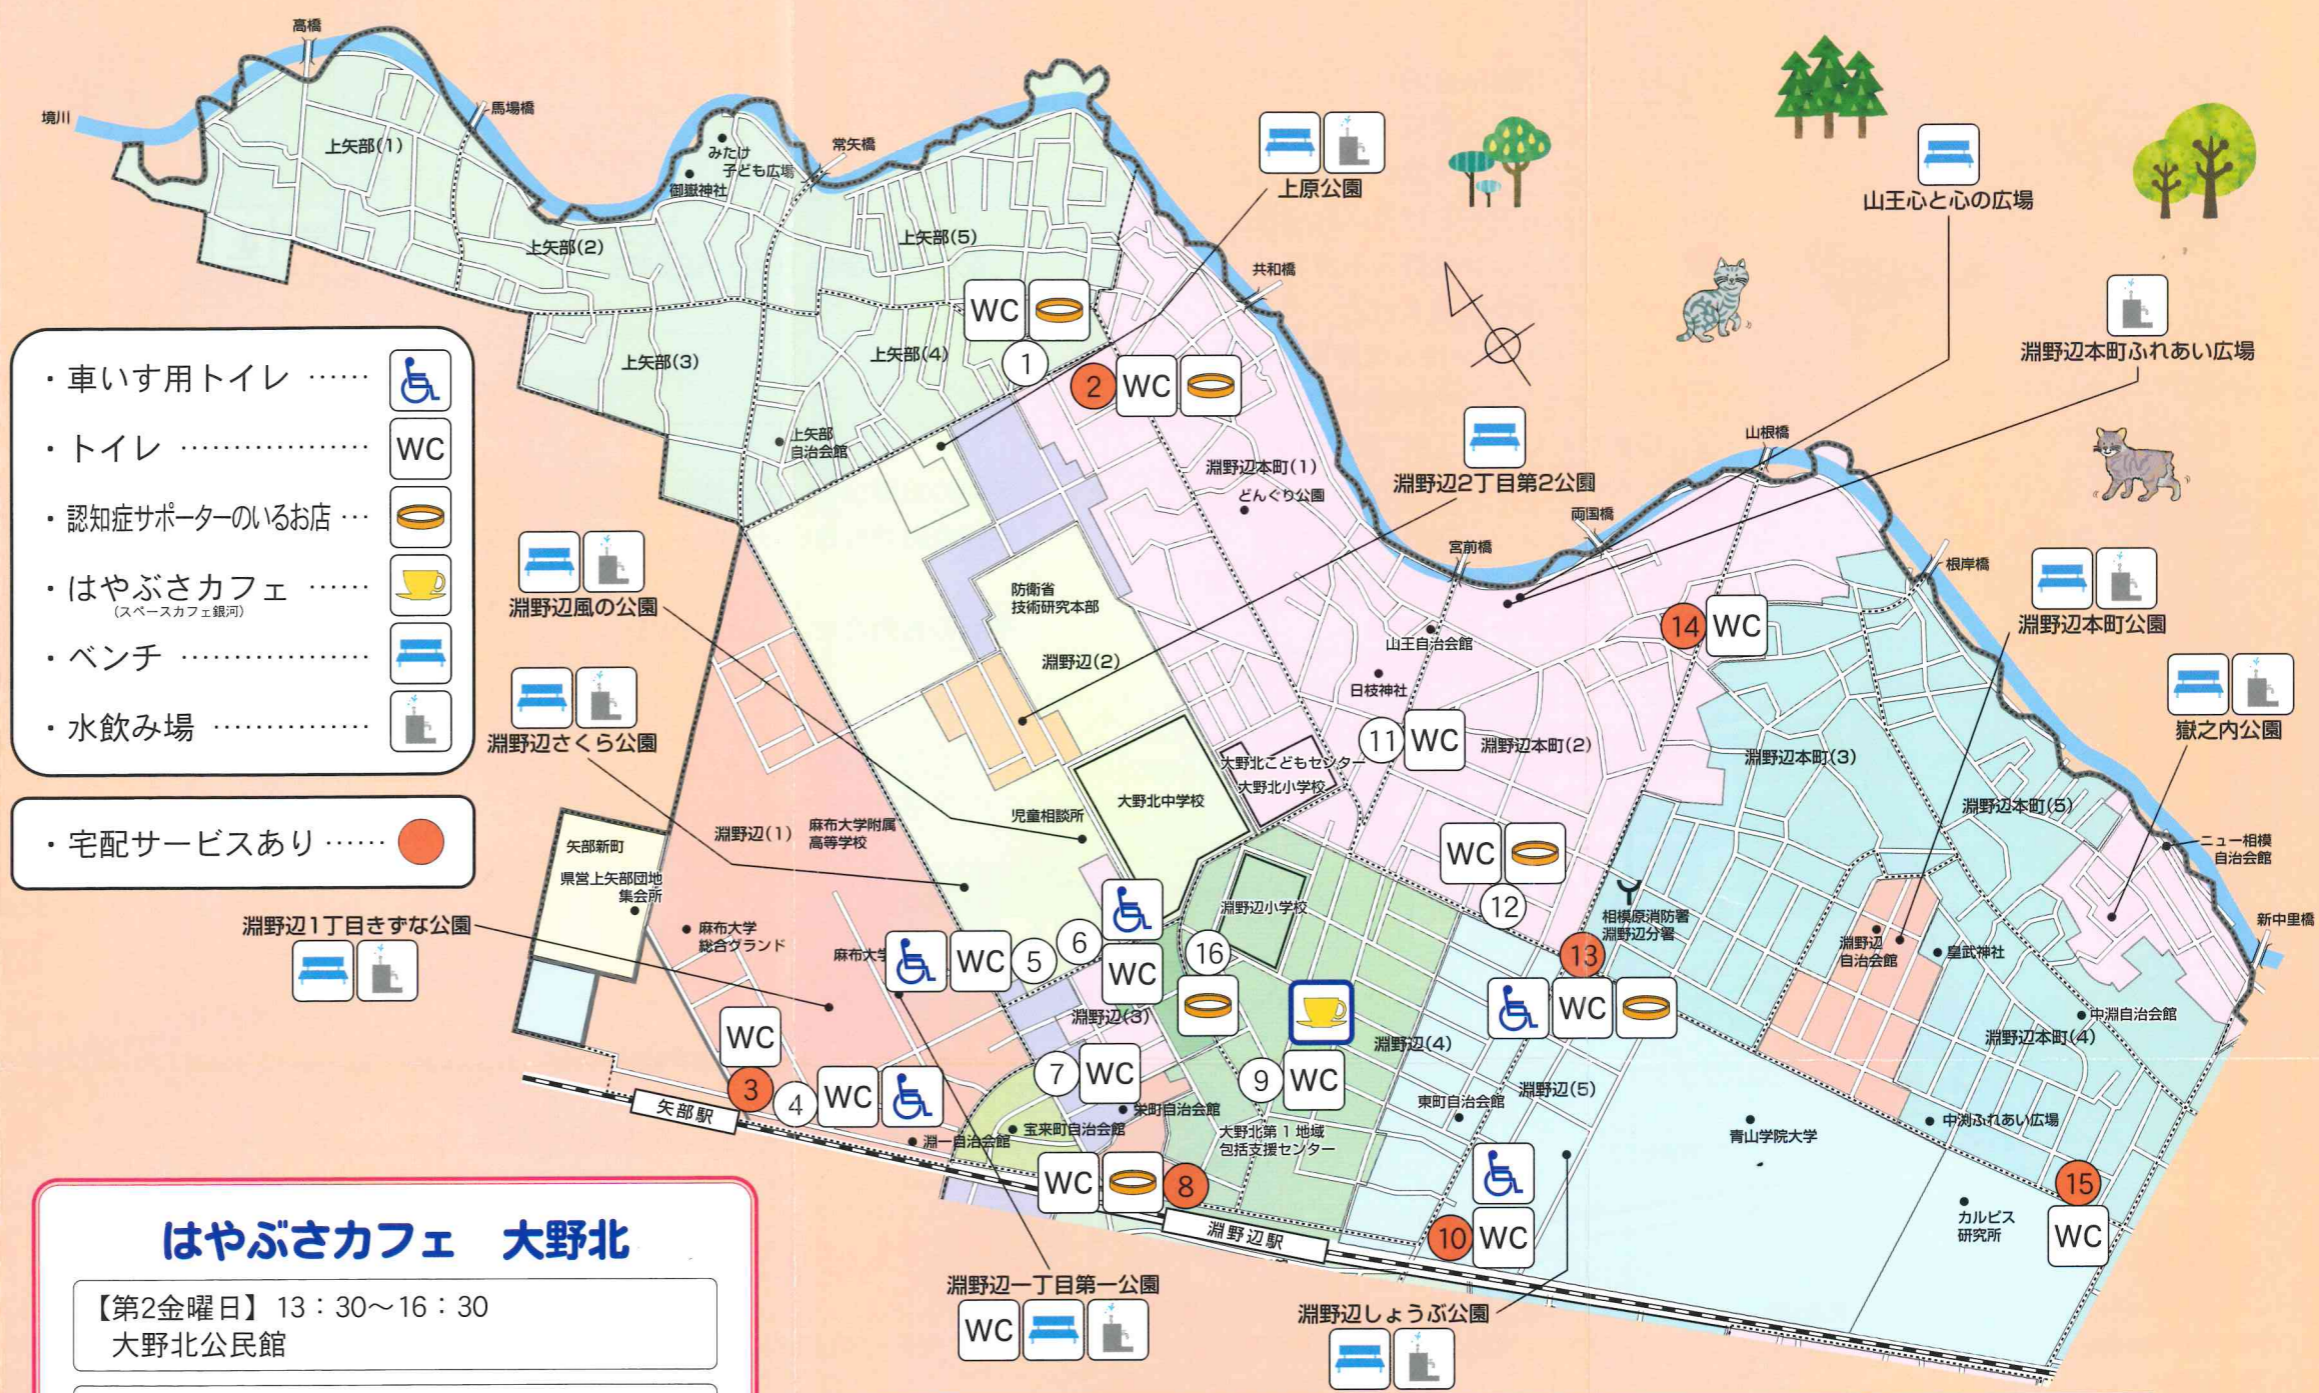 高橋
境川
馬場橋
上矢部(1)
みたけ
子ども広場
常矢橋
御嶽神社
上矢部(2)
上矢部(5)
上原公園
共和橋
山王心と心の広場
淵野辺本町ふれあい広場
・車いす用トイレ ……
・トイレ ………………
WC
・認知症サポーターのいるお店 …
・はやぶさカフェ ……
(スペースカフェ銀河)
・ベンチ ………………
・水飲み場 ……………
・宅配サービスあり ……
WC
1
上矢部(3)
上矢部(4)
2
WC
上矢部
自治会館
淵野辺本町(1)
どんぐり公園
淵野辺2丁目第2公園
山根橋
両国橋
宮前橋
根岸橋
淵野辺風の公園
防衛省
技術研究本部
淵野辺(2)
山王自治会館
日枝神社
14
WC
淵野辺本町公園
嶽之内公園
淵野辺さくら公園
11
WC
淵野辺本町(2)
大野北こどもセンター
大野北小学校
大野北中学校
児童相談所
淵野辺本町(3)
淵野辺本町(5)
ニュー相模
自治会館
新中里橋
矢部新町
県営上矢部団地
集会所
淵野辺(1)
麻布大学附属
高等学校
淵野辺1丁目きずな公園
麻布大学
総合グランド
麻布大学
WC
5
6
WC
16
淵野辺小学校
WC
12
相模原消防署
淵野辺分署
13
WC
淵野辺
自治会館
皇武神社
中淵自治会館
淵野辺本町(4)
淵野辺(3)
淵野辺(4)
淵野辺(5)
WC
3
4
WC
7
WC
9
WC
矢部駅
淵一自治会館
宝来町自治会館
栄町自治会館
大野北第1地域
包括支援センター
東町自治会館
青山学院大学
中渕ふれあい広場
カルピス
研究所
15
WC
WC
8
淵野辺駅
10
WC
淵野辺一丁目第一公園
WC
淵野辺しょうぶ公園
はやぶさカフェ 大野北
【第2金曜日】13：30～16：30
大野北公民館